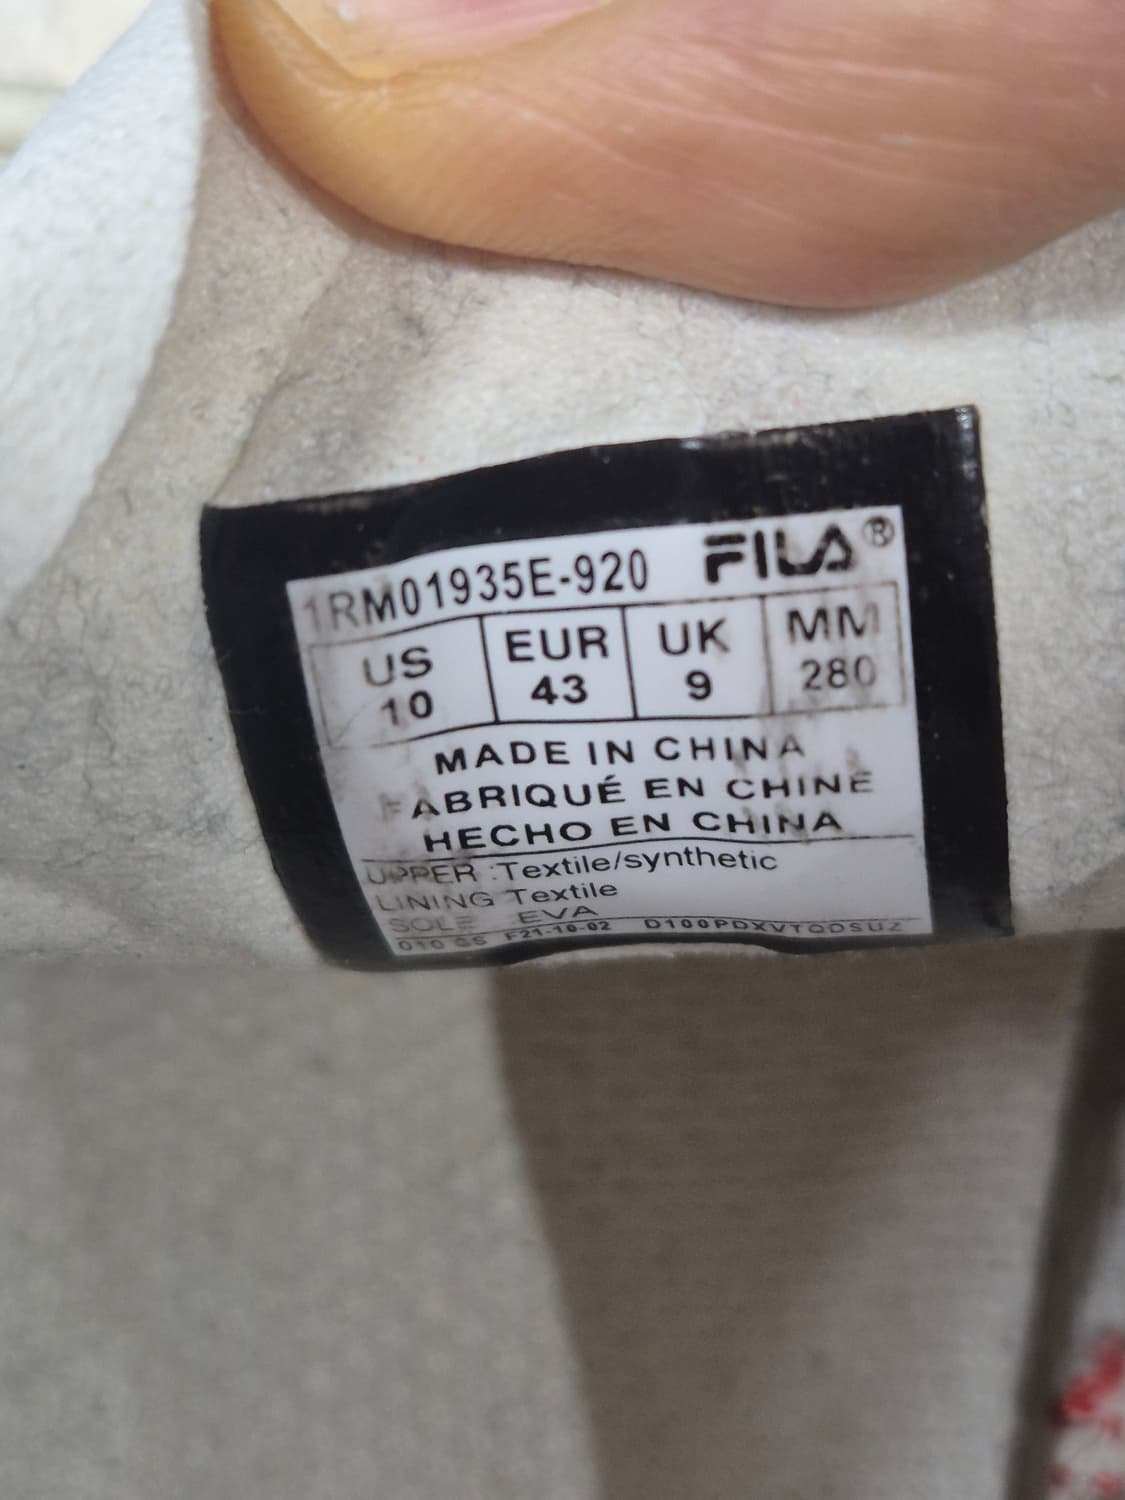 1RM01935E-920 FILA®
US EUR UK MM
10 43 9 280
MADE IN CHINA
FABRIQUÉ EN CHINE
HECHO EN CHINA
UPPER :Textile/synthetic
LINING Textile
SOLE EVA
F21-10-02 D100PDXVTQDSUZ